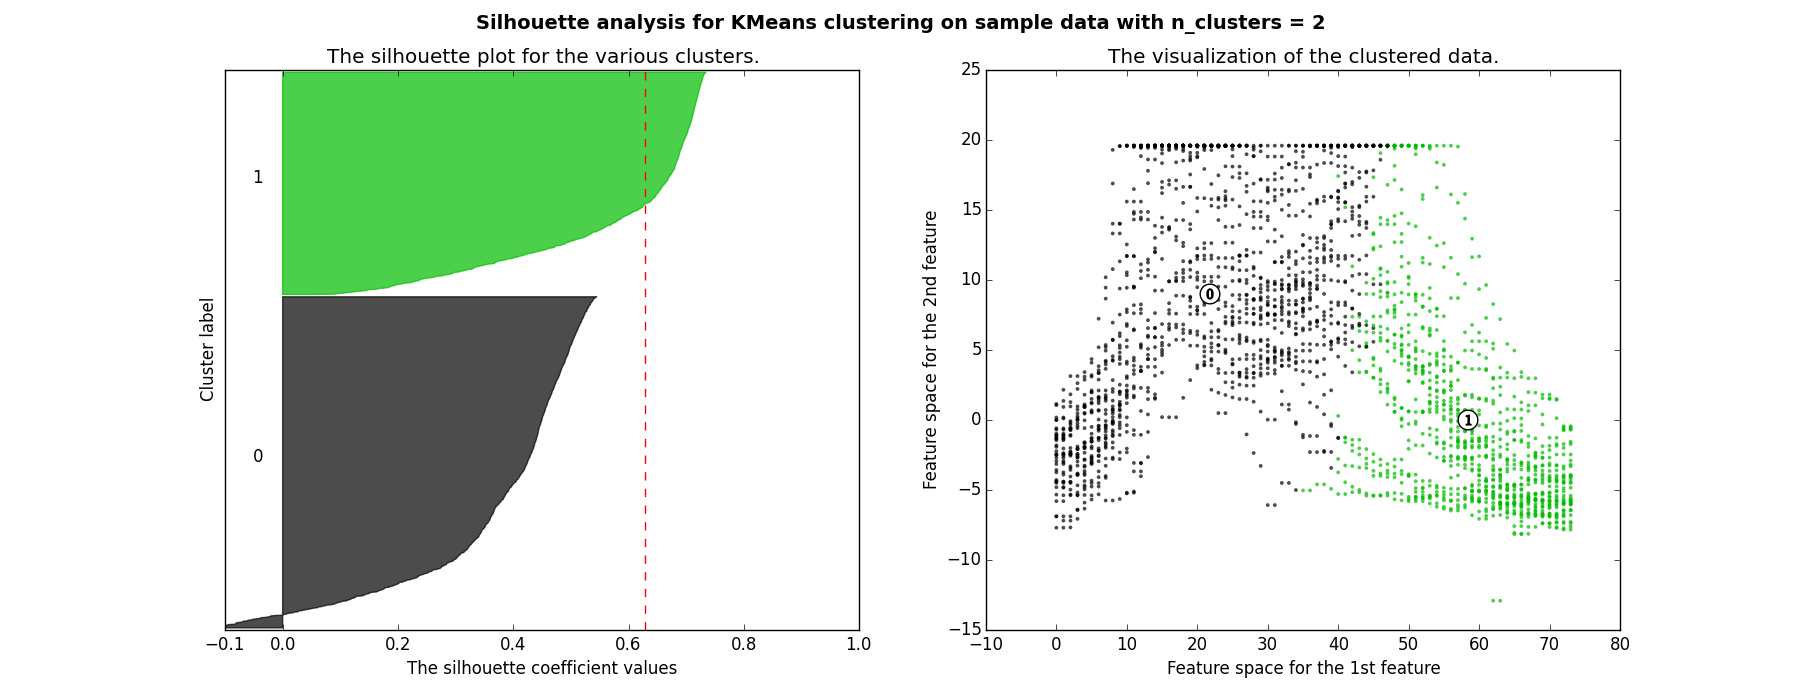 Silhouette analysis for KMeans clustering on sample data with n_clusters = 2
The silhouette plot for the various clusters.
1
0
Cluster label
−0.1 0.0 0.2 0.4 0.6 0.8 1.0
The silhouette coefficient values
The visualization of the clustered data.
25
20
15
10
5
0
−5
−10
−15
Feature space for the 2nd feature
0
1
−10 0 10 20 30 40 50 60 70 80
Feature space for the 1st feature